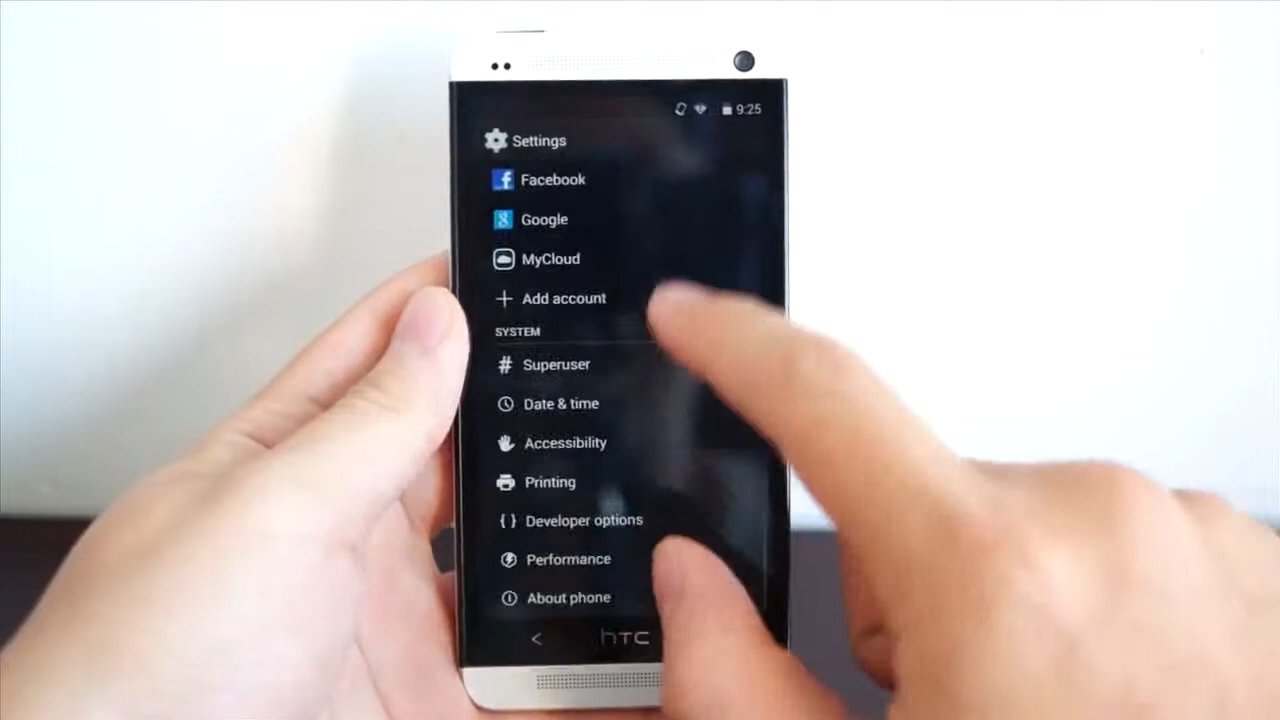 9:25
Settings
Facebook
Google
MyCloud
Add account
SYSTEM
# Superuser
Date & time
Accessibility
Printing
{ } Developer options
Performance
About phone
< hTC